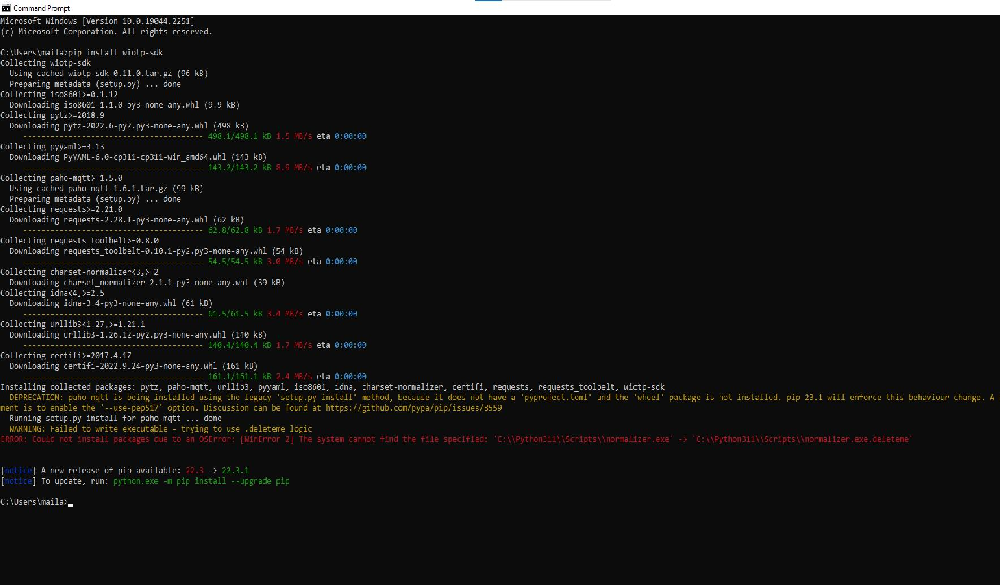 Command Prompt
Microsoft Windows [Version 10.0.19044.2251]
(c) Microsoft Corporation. All rights reserved.
C:\Users\maila>pip install wiotp-sdk
Collecting wiotp-sdk
Using cached wiotp-sdk-0.11.0.tar.gz (96 kB)
Preparing metadata (setup.py) ... done
Collecting iso8601>=0.1.12
Downloading iso8601-1.1.0-py3-none-any.whl (9.9 kB)
Collecting pytz>=2018.9
Downloading pytz-2022.6-py2.py3-none-any.whl (498 kB)
---------------------------------------- 498.1/498.1 kB 1.5 MB/s eta 0:00:00
Collecting pyyaml>=3.13
Downloading PyYAML-6.0-cp311-cp311-win_amd64.whl (143 kB)
---------------------------------------- 143.2/143.2 kB 8.9 MB/s eta 0:00:00
Collecting paho-mqtt>=1.5.0
Using cached paho-mqtt-1.6.1.tar.gz (99 kB)
Preparing metadata (setup.py) ... done
Collecting requests>=2.21.0
Downloading requests-2.28.1-py3-none-any.whl (62 kB)
---------------------------------------- 62.8/62.8 kB 1.7 MB/s eta 0:00:00
Collecting requests_toolbelt>=0.8.0
Downloading requests_toolbelt-0.10.1-py2.py3-none-any.whl (54 kB)
---------------------------------------- 54.5/54.5 kB 3.0 MB/s eta 0:00:00
Collecting charset-normalizer<3,>=2
Downloading charset_normalizer-2.1.1-py3-none-any.whl (39 kB)
Collecting idna<4,>=2.5
Downloading idna-3.4-py3-none-any.whl (61 kB)
---------------------------------------- 61.5/61.5 kB 3.4 MB/s eta 0:00:00
Collecting urllib3<1.27,>=1.21.1
Downloading urllib3-1.26.12-py2.py3-none-any.whl (140 kB)
---------------------------------------- 140.4/140.4 kB 1.7 MB/s eta 0:00:00
Collecting certifi>=2017.4.17
Downloading certifi-2022.9.24-py3-none-any.whl (161 kB)
---------------------------------------- 161.1/161.1 kB 2.4 MB/s eta 0:00:00
Installing collected packages: pytz, paho-mqtt, urllib3, pyyaml, iso8601, idna, charset-normalizer, certifi, requests, requests_toolbelt, wiotp-sdk
DEPRECATION: paho-mqtt is being installed using the legacy 'setup.py install' method, because it does not have a 'pyproject.toml' and the 'wheel' package is not installed. pip 23.1 will enforce this behaviour change. A
ment is to enable the '--use-pep517' option. Discussion can be found at https://github.com/pypa/pip/issues/8559
Running setup.py install for paho-mqtt ... done
WARNING: Failed to write executable - trying to use .deleteme logic
ERROR: Could not install packages due to an OSError: [WinError 2] The system cannot find the file specified: 'C:\\Python311\\Scripts\\normalizer.exe' -> 'C:\\Python311\\Scripts\\normalizer.exe.deleteme'
[notice] A new release of pip available: 22.3 -> 22.3.1
[notice] To update, run: python.exe -m pip install --upgrade pip
C:\Users\maila>